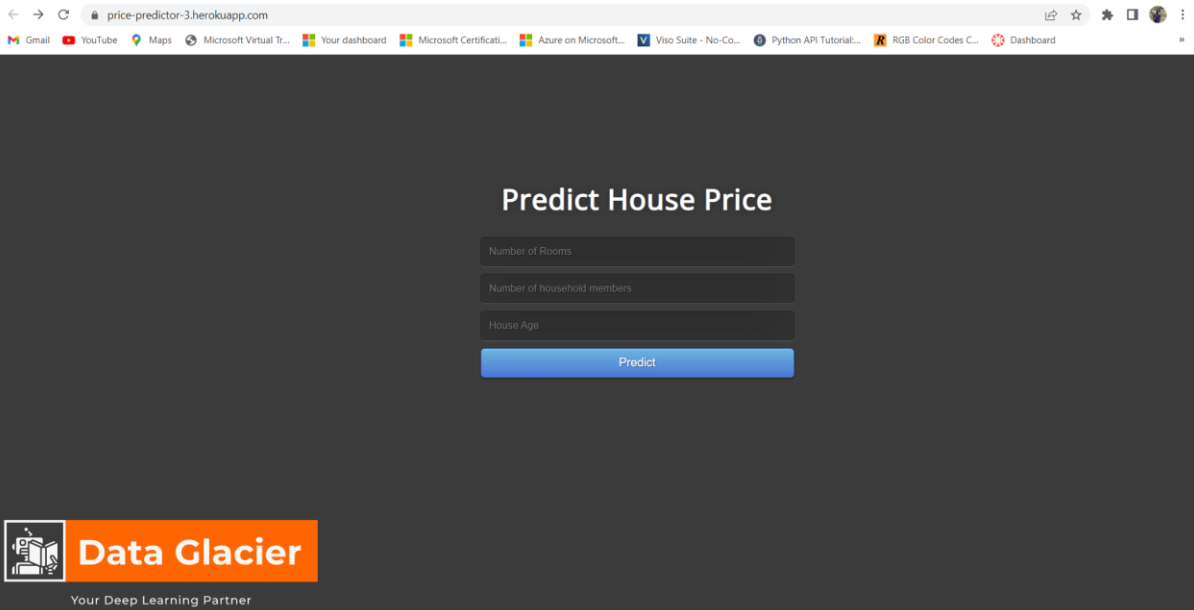 price-predictor-3.herokuapp.com
Gmail YouTube Maps Microsoft Virtual Tr... Your dashboard Microsoft Certificati... Azure on Microsoft... Viso Suite - No-Co... Python API Tutorial:... RGB Color Codes C... Dashboard »
Predict House Price
Number of Rooms
Number of household members
House Age
Predict
Data Glacier
Your Deep Learning Partner